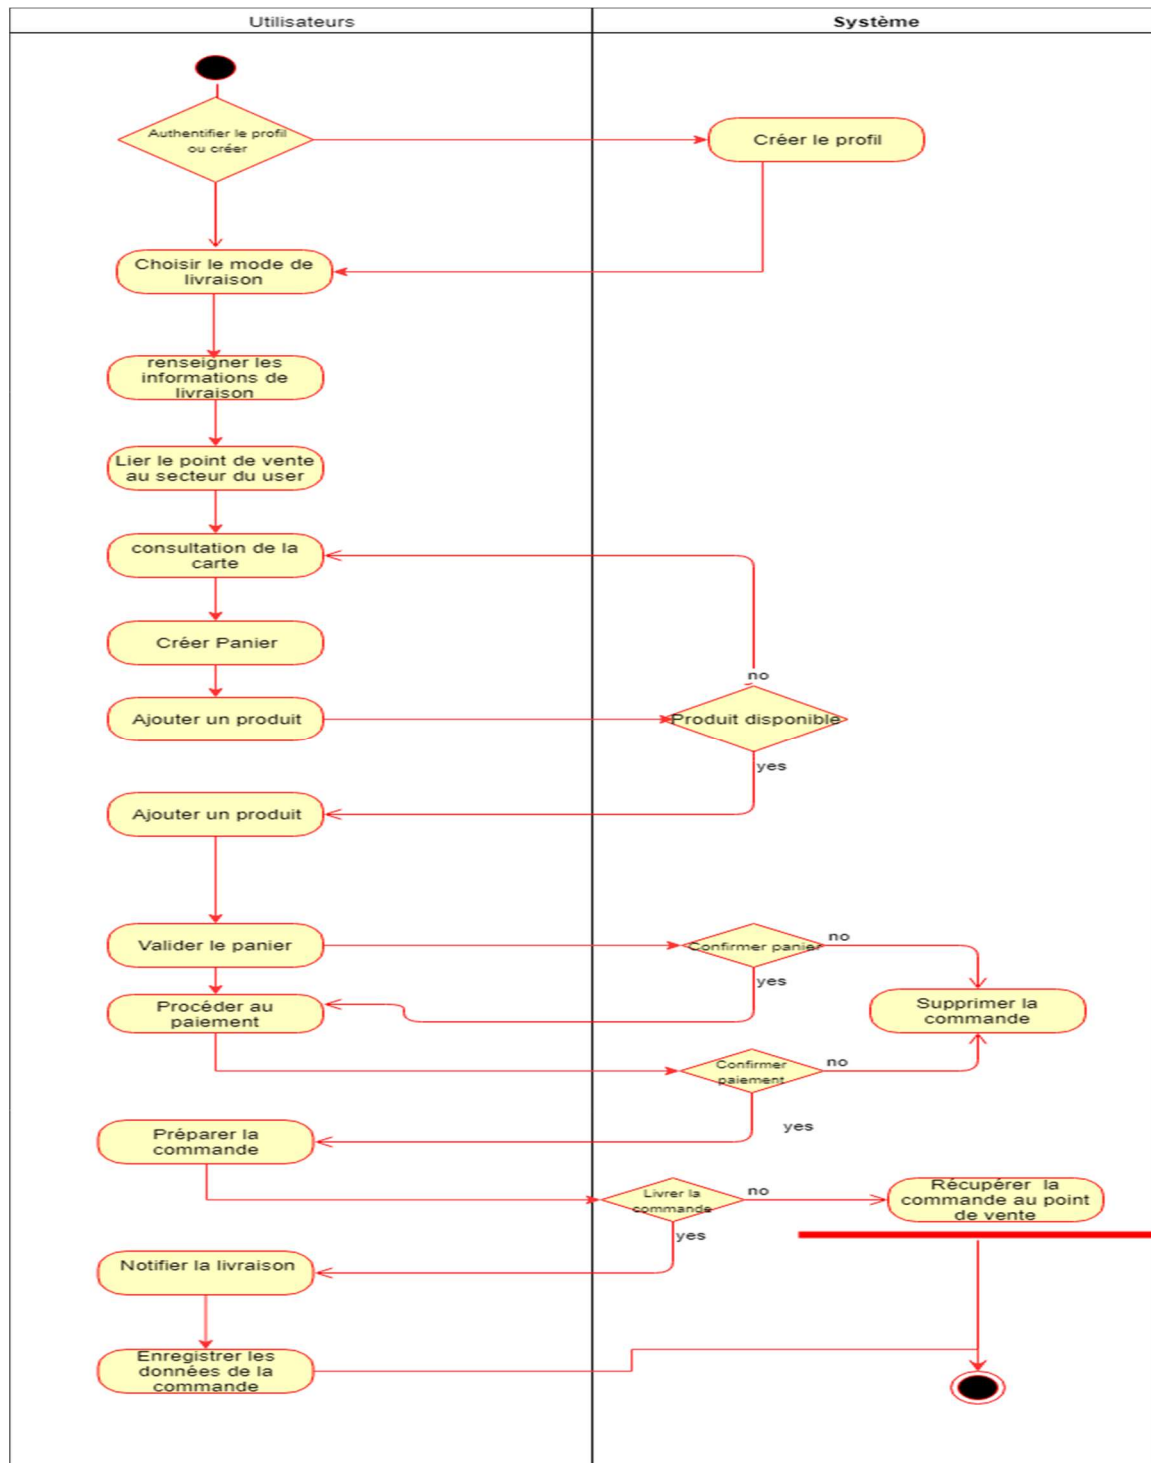 Utilisateurs
Système
Authentifier le profil
ou créer
Créer le profil
Choisir le mode de
livraison
renseigner les
informations de
livraison
Lier le point de vente
au secteur du user
consultation de la
carte
Créer Panier
no
Ajouter un produit
Produit disponible
yes
Ajouter un produit
Valider le panier
Confirmer panier
no
yes
Procéder au
paiement
Supprimer la
commande
Confirmer
paiement
no
yes
Préparer la
commande
Livrer la
commande
no
Récupérer la
commande au point
de vente
yes
Notifier la livraison
Enregistrer les
données de la
commande